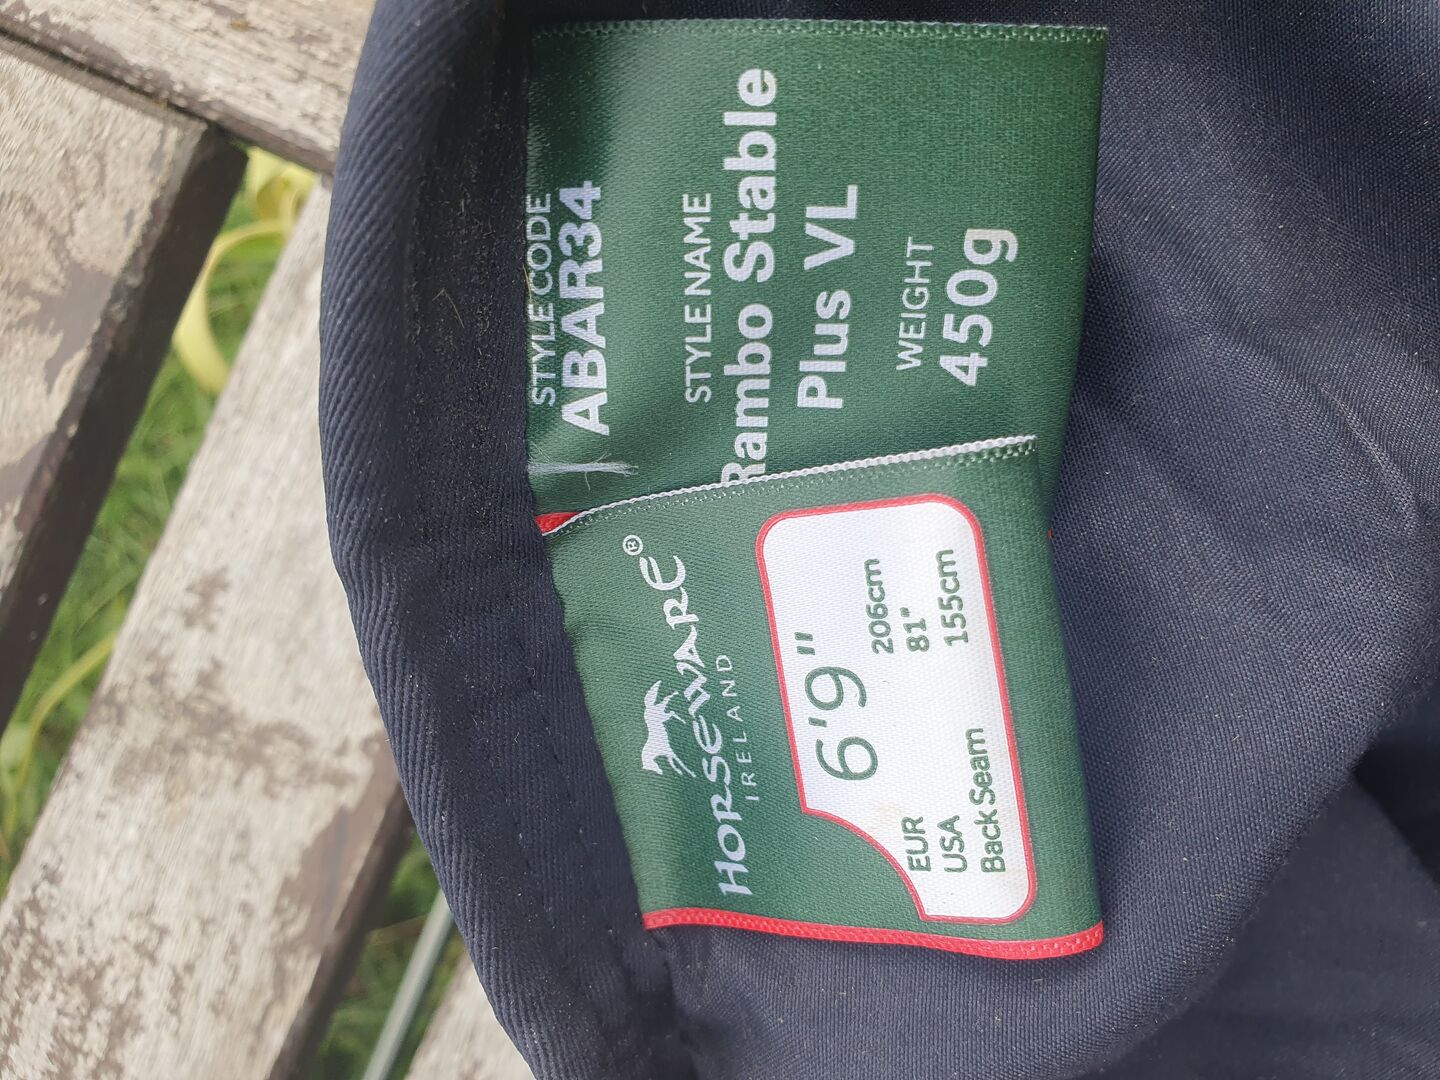 STYLE CODE
ABAR34
STYLE NAME
Rambo Stable
Plus VL
WEIGHT
450g
HORSEWARE®
IRELAND
6'9"
EUR 206cm
USA 81"
Back Seam 155cm